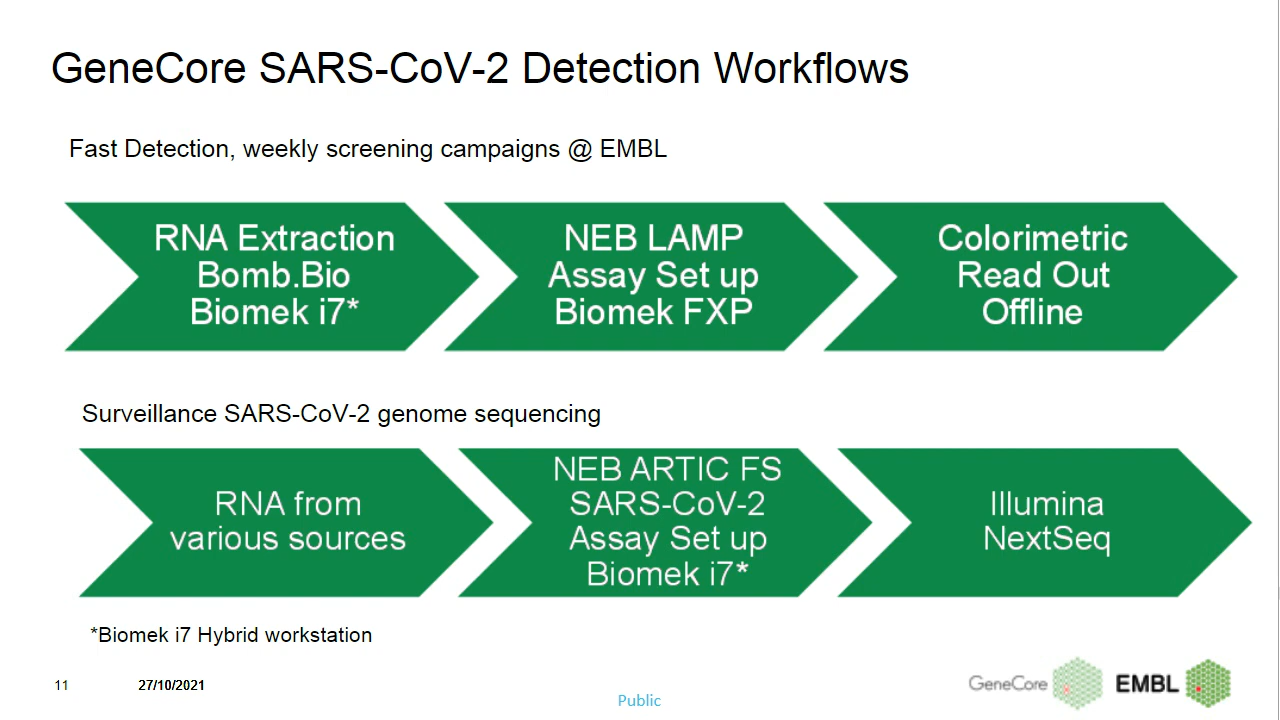 GeneCore SARS-CoV-2 Detection Workflows
Fast Detection, weekly screening campaigns @ EMBL
RNA Extraction
Bomb.Bio
Biomek i7*
NEB LAMP
Assay Set up
Biomek FXP
Colorimetric
Read Out
Offline
Surveillance SARS-CoV-2 genome sequencing
RNA from
various sources
NEB ARTIC FS
SARS-CoV-2
Assay Set up
Biomek i7*
Illumina
NextSeq
*Biomek i7 Hybrid workstation
11
27/10/2021
Public
GeneCore
EMBL